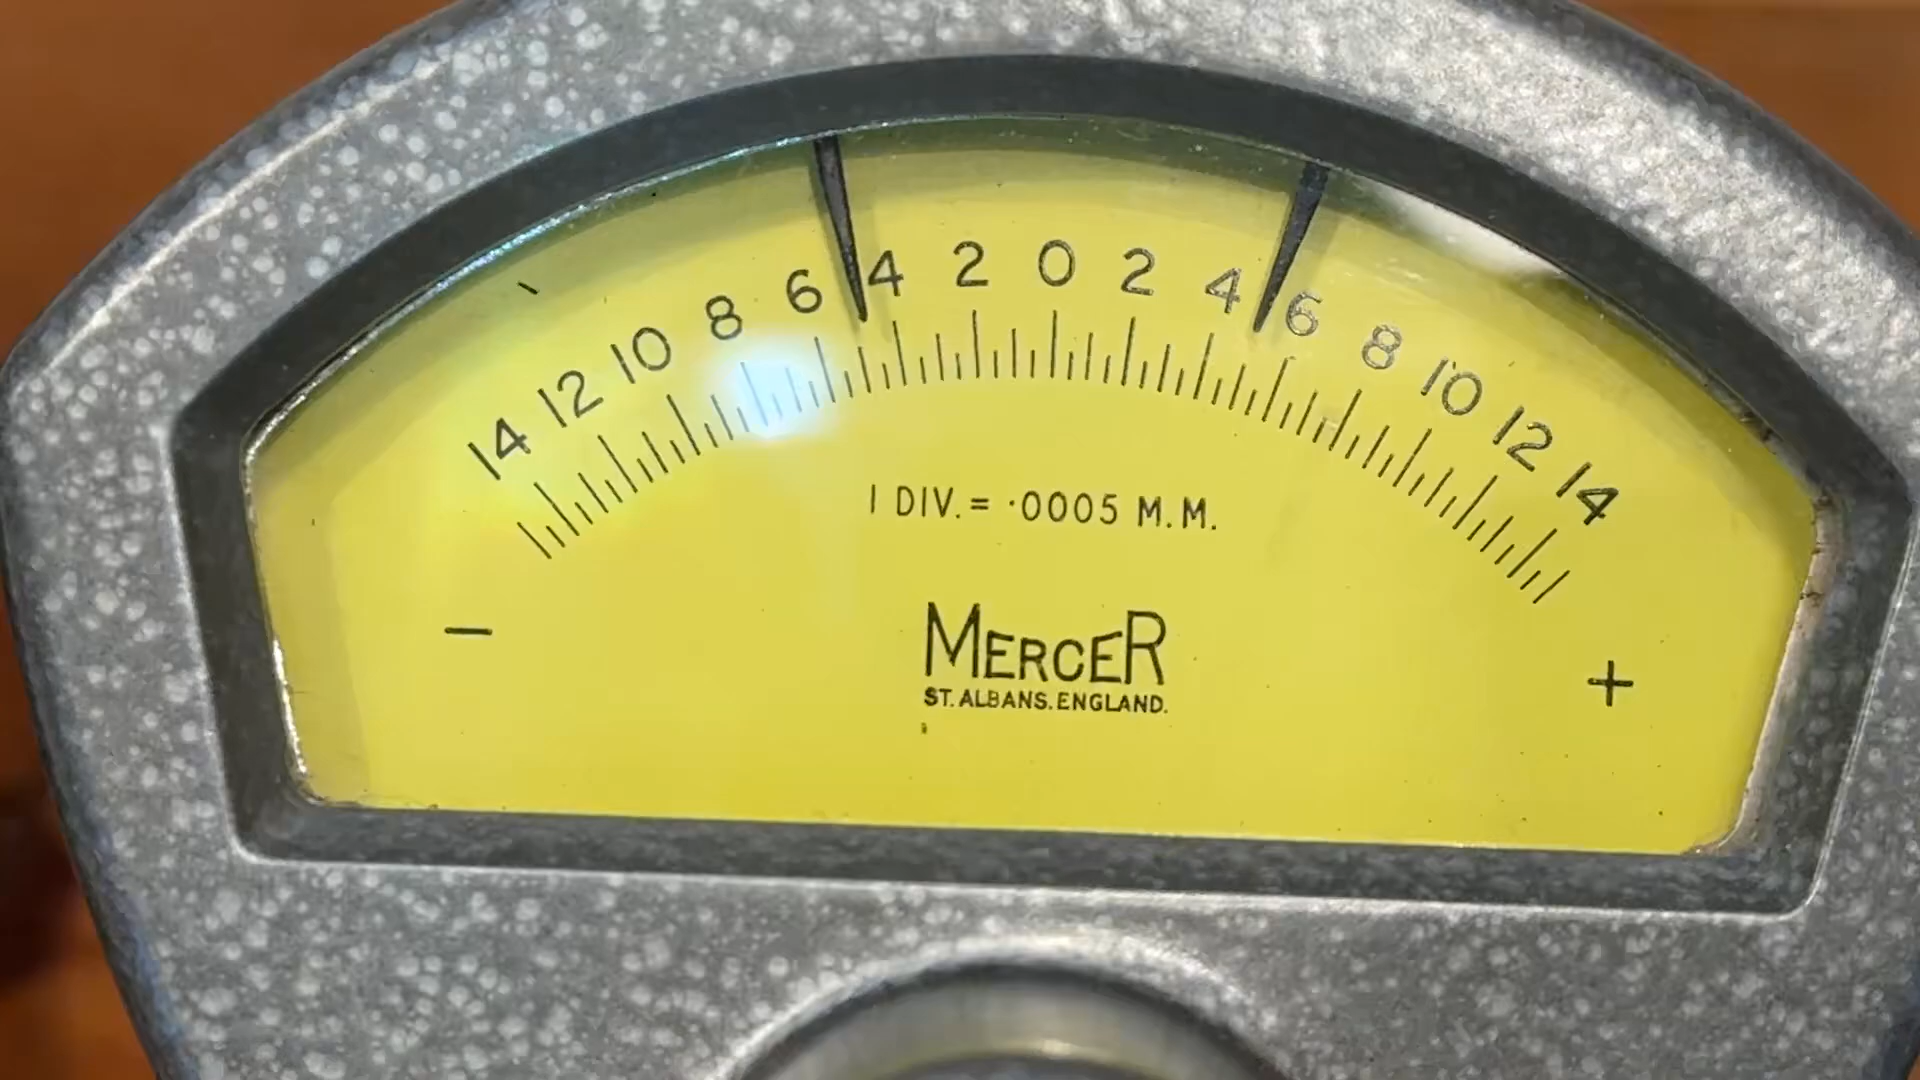 14 12 10 8 6 4 2 0 2 4 6 8 10 12 14
1 DIV. = ·0005 M.M.
− +
MERCER
ST. ALBANS. ENGLAND.